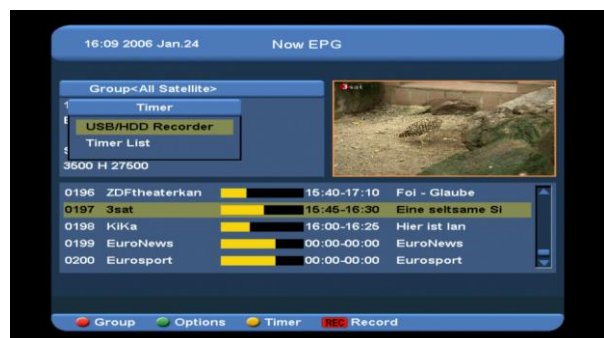 16:09 2006 Jan.24 Now EPG
Group<All Satellite>
3sat
Timer
USB/HDD Recorder
Timer List
3500 H 27500
0196 ZDFtheaterkan 15:40-17:10 Foi - Glaube
0197 3sat 15:45-16:30 Eine seltsame Si
0198 KiKa 16:00-16:25 Hier ist Ian
0199 EuroNews 00:00-00:00 EuroNews
0200 Eurosport 00:00-00:00 Eurosport
Group Options Timer REC Record